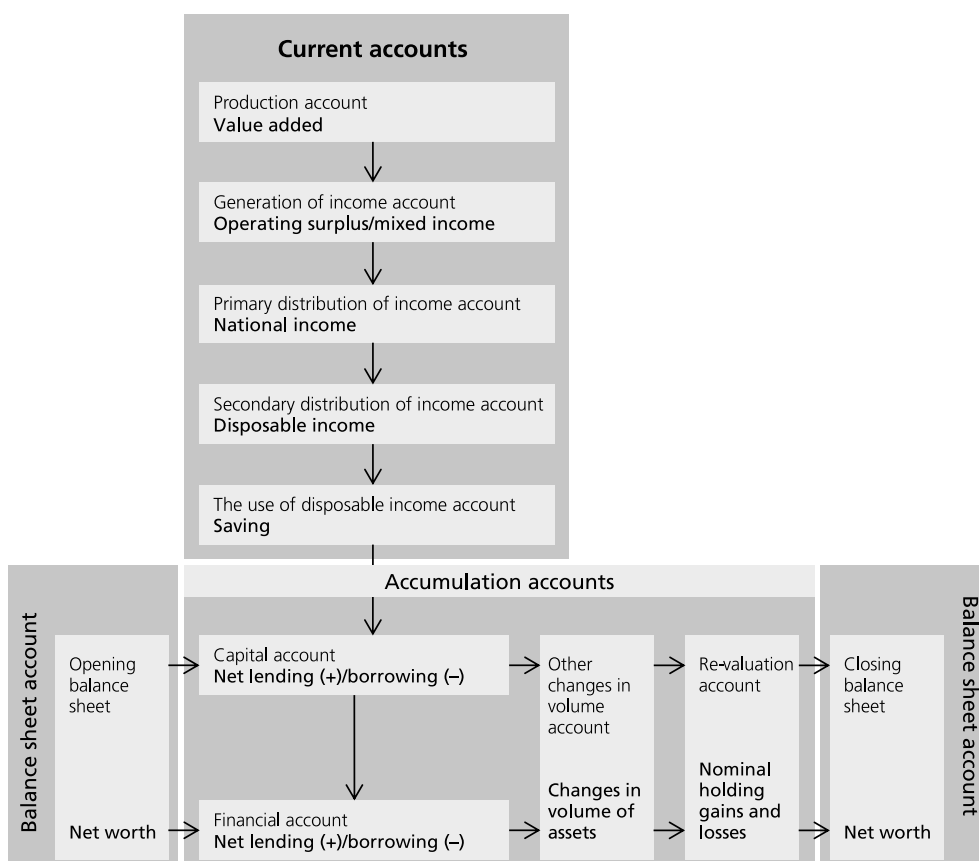 Current accounts
Production account
Value added
Generation of income account
Operating surplus/mixed income
Primary distribution of income account
National income
Secondary distribution of income account
Disposable income
The use of disposable income account
Saving
Accumulation accounts
Balance sheet account
Opening
balance
sheet
Net worth
Capital account
Net lending (+)/borrowing (–)
Financial account
Net lending (+)/borrowing (–)
Other
changes in
volume
account
Changes in
volume of
assets
Re-valuation
account
Nominal
holding
gains and
losses
Closing
balance
sheet
Net worth
Balance sheet account